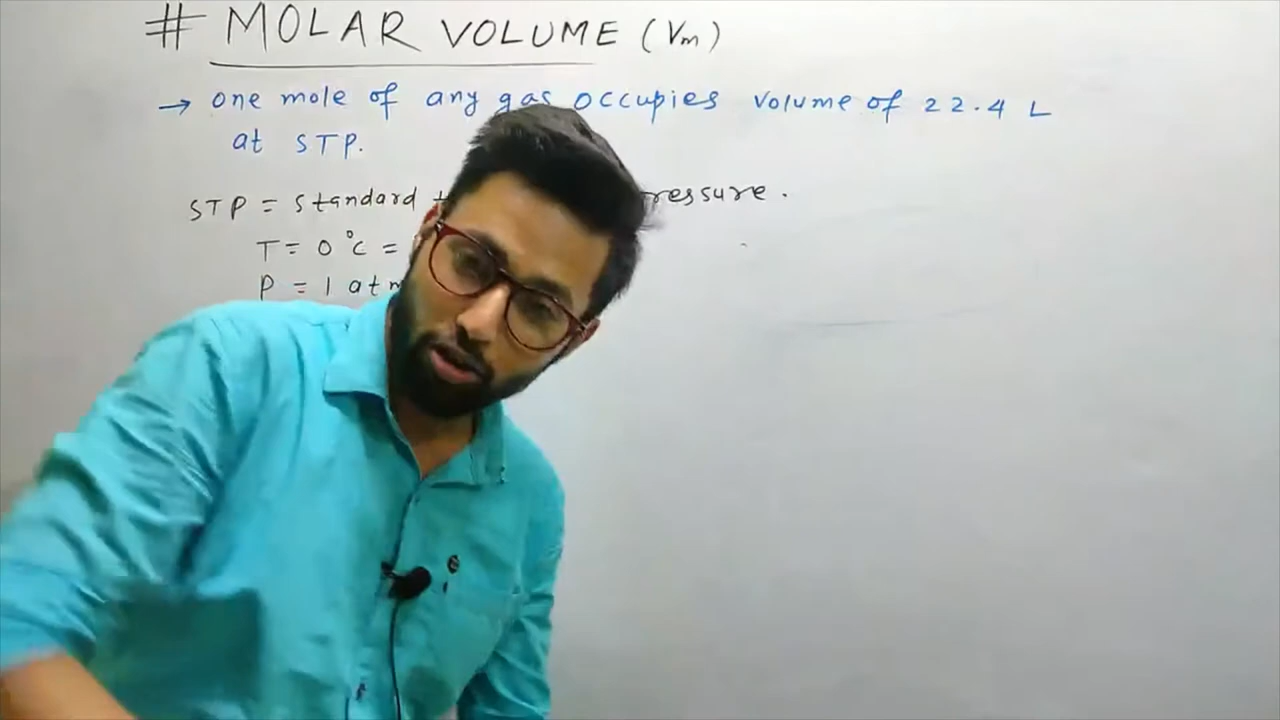 # MOLAR VOLUME (Vm)
→ one mole of any gas occupies volume of 22.4 L
at STP.
STP = standard ressure.
T = 0°C =
P = 1 atm